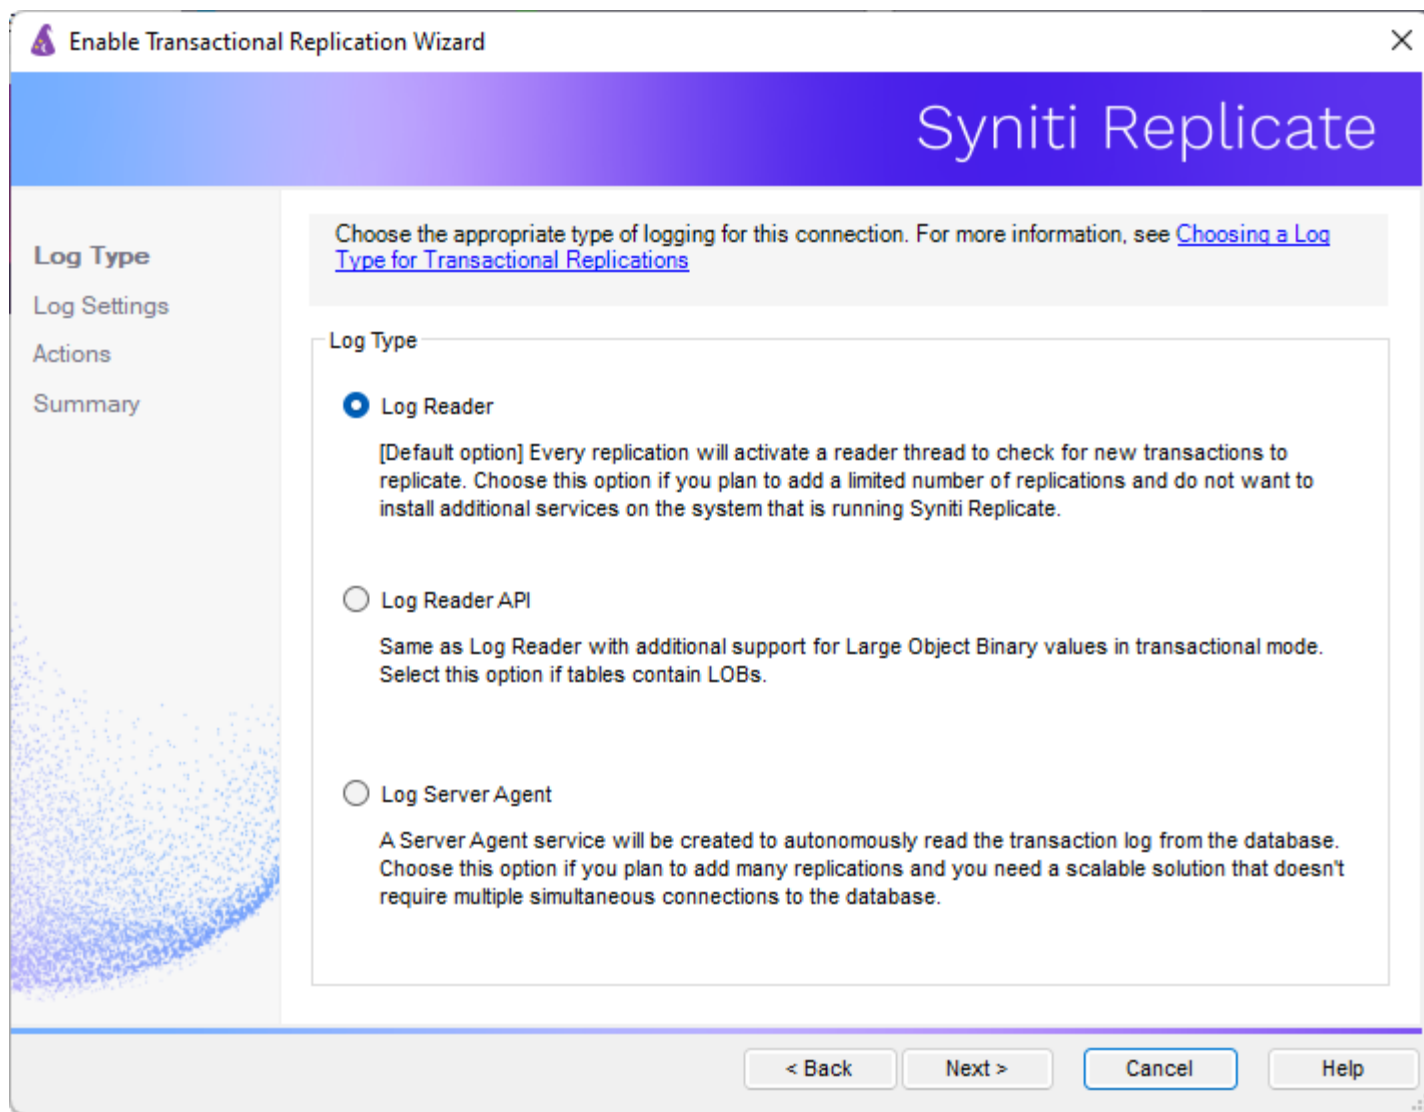 Enable Transactional Replication Wizard
Syniti Replicate
Log Type
Log Settings
Actions
Summary
Choose the appropriate type of logging for this connection. For more information, see Choosing a Log
Type for Transactional Replications
Log Type
Log Reader
[Default option] Every replication will activate a reader thread to check for new transactions to
replicate. Choose this option if you plan to add a limited number of replications and do not want to
install additional services on the system that is running Syniti Replicate.
Log Reader API
Same as Log Reader with additional support for Large Object Binary values in transactional mode.
Select this option if tables contain LOBs.
Log Server Agent
A Server Agent service will be created to autonomously read the transaction log from the database.
Choose this option if you plan to add many replications and you need a scalable solution that doesn't
require multiple simultaneous connections to the database.
< Back
Next >
Cancel
Help